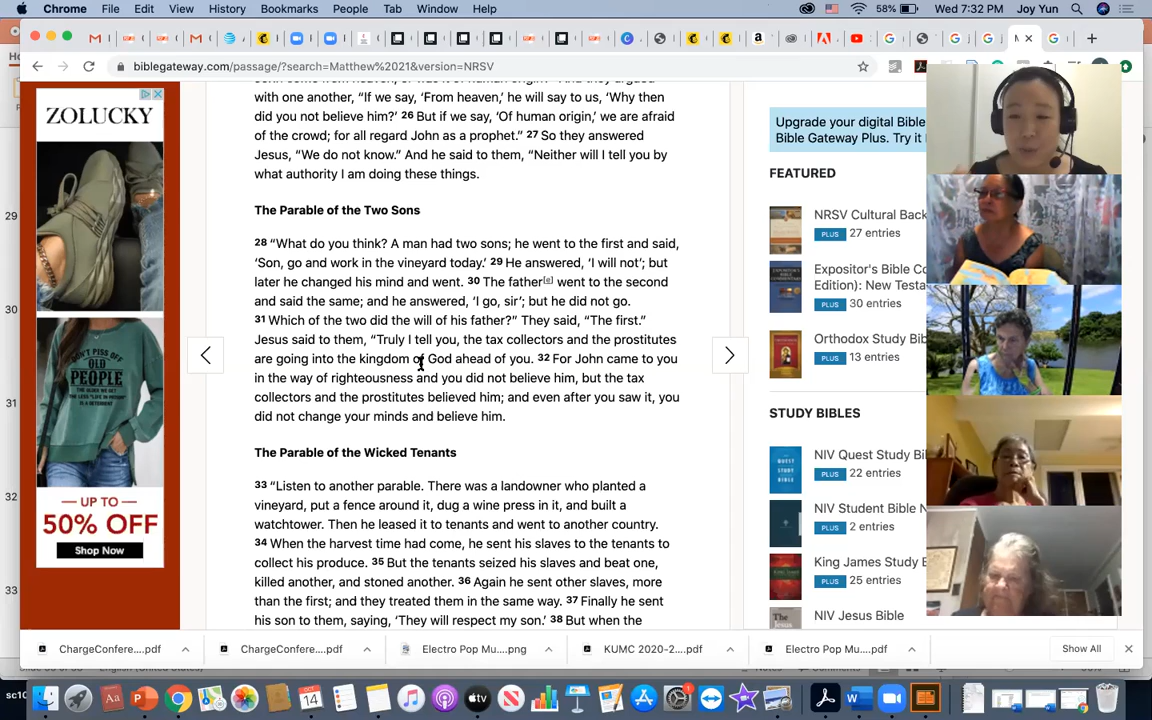 Chrome File Edit View History Bookmarks People Tab Window Help 58% Wed 7:32 PM Joy Yun
biblegateway.com/passage/?search=Matthew%2021&version=NRSV
with one another, “If we say, ‘From heaven,’ he will say to us, ‘Why then
did you not believe him?’ 26 But if we say, ‘Of human origin,’ we are afraid
of the crowd; for all regard John as a prophet.” 27 So they answered
Jesus, “We do not know.” And he said to them, “Neither will I tell you by
what authority I am doing these things.
The Parable of the Two Sons
28 “What do you think? A man had two sons; he went to the first and said,
‘Son, go and work in the vineyard today.’ 29 He answered, ‘I will not’; but
later he changed his mind and went. 30 The father[e] went to the second
and said the same; and he answered, ‘I go, sir’; but he did not go.
31 Which of the two did the will of his father?” They said, “The first.”
Jesus said to them, “Truly I tell you, the tax collectors and the prostitutes
are going into the kingdom of God ahead of you. 32 For John came to you
in the way of righteousness and you did not believe him, but the tax
collectors and the prostitutes believed him; and even after you saw it, you
did not change your minds and believe him.
The Parable of the Wicked Tenants
33 “Listen to another parable. There was a landowner who planted a
vineyard, put a fence around it, dug a wine press in it, and built a
watchtower. Then he leased it to tenants and went to another country.
34 When the harvest time had come, he sent his slaves to the tenants to
collect his produce. 35 But the tenants seized his slaves and beat one,
killed another, and stoned another. 36 Again he sent other slaves, more
than the first; and they treated them in the same way. 37 Finally he sent
his son to them, saying, ‘They will respect my son.’ 38 But when the
ZOLUCKY
DON'T PISS OFF
OLD
PEOPLE
UP TO
50% OFF
Shop Now
29
30
31
32
33
Upgrade your digital Bible
Bible Gateway Plus. Try it
FEATURED
NRSV Cultural Back
PLUS 27 entries
Expositor's Bible Co
Edition): New Testa
PLUS 30 entries
Orthodox Study Bibl
PLUS 13 entries
STUDY BIBLES
NIV Quest Study Bi
PLUS 22 entries
NIV Student Bible N
PLUS 2 entries
King James Study E
PLUS 25 entries
NIV Jesus Bible
ChargeConfere....pdf ChargeConfere....pdf Electro Pop Mu....png KUMC 2020-2....pdf Electro Pop Mu....pdf Show All
OCT
14